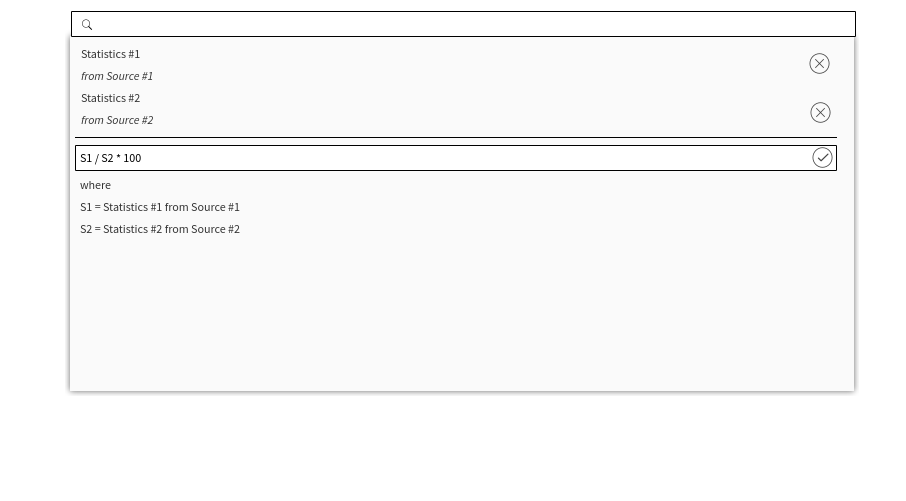 Statistics #1
from Source #1
Statistics #2
from Source #2
S1 / S2 * 100
where
S1 = Statistics #1 from Source #1
S2 = Statistics #2 from Source #2